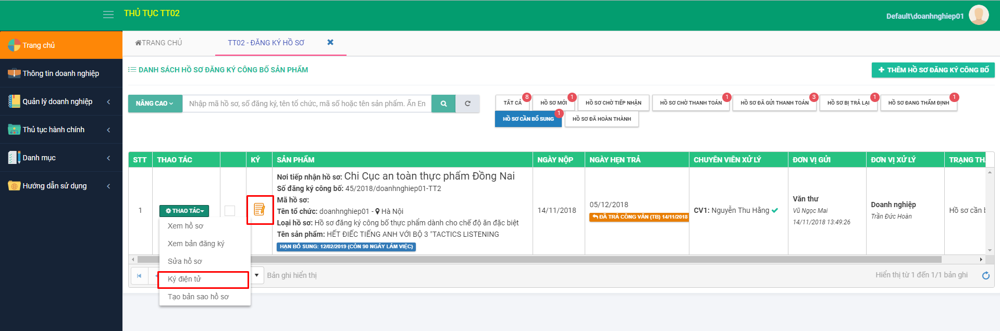 THỦ TỤC TT02
Default\doanhnghiep01
Trang chủ
Thông tin doanh nghiệp
Quản lý doanh nghiệp
Thủ tục hành chính
Danh mục
Hướng dẫn sử dụng
TRANG CHỦ
TT02 - ĐĂNG KÝ HỒ SƠ
DANH SÁCH HỒ SƠ ĐĂNG KÝ CÔNG BỐ SẢN PHẨM
THÊM HỒ SƠ ĐĂNG KÝ CÔNG BỐ
NÂNG CAO
Nhập mã hồ sơ, số đăng ký, tên tổ chức, mã số hoặc tên sản phẩm. Ấn En
TẤT CẢ 8
HỒ SƠ MỚI 1
HỒ SƠ CHỜ TIẾP NHẬN
HỒ SƠ CHỜ THANH TOÁN 1
HỒ SƠ ĐÃ GỬI THANH TOÁN 3
HỒ SƠ BỊ TRẢ LẠI 1
HỒ SƠ ĐANG THẨM ĐỊNH 1
HỒ SƠ CẦN BỔ SUNG 1
HỒ SƠ ĐÃ HOÀN THÀNH
STT THAO TÁC KÝ SẢN PHẨM NGÀY NỘP NGÀY HẸN TRẢ CHUYÊN VIÊN XỬ LÝ ĐƠN VỊ GỬI ĐƠN VỊ XỬ LÝ TRẠNG THÁ
1
THAO TÁC
Nơi tiếp nhận hồ sơ: Chi Cục an toàn thực phẩm Đồng Nai
Số đăng ký công bố: 45/2018/doanhnghiep01-TT2
Mã hồ sơ:
Tên tổ chức: doanhnghiep01 - Hà Nội
Loại hồ sơ: Hồ sơ đăng ký công bố thực phẩm dành cho chế độ ăn đặc biệt
Tên sản phẩm: HẾT ĐIẾC TIẾNG ANH VỚI BỘ 3 "TACTICS LISTENING
HẠN BỔ SUNG: 12/02/2019 (CÒN 90 NGÀY LÀM VIỆC)
14/11/2018
05/12/2018
ĐÃ TRẢ CÔNG VĂN (TB) 14/11/2018
CV1: Nguyễn Thu Hằng
Văn thư
Vũ Ngọc Mai
14/11/2018 13:49:26
Doanh nghiệp
Trần Đức Hoàn
Hồ sơ cần b
Xem hồ sơ
Xem bản đăng ký
Sửa hồ sơ
Ký điện tử
Tạo bản sao hồ sơ
Bản ghi hiển thị
Hiển thị từ 1 đến 1/1 bản ghi